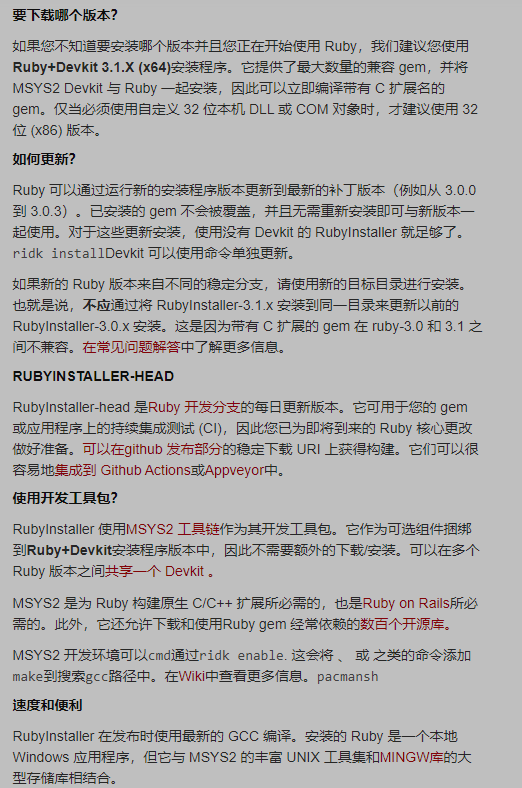 要下载哪个版本?
如果您不知道要安装哪个版本并且您正在开始使用 Ruby，我们建议您使用
Ruby+Devkit 3.1.X (x64)安装程序。它提供了最大数量的兼容 gem，并将
MSYS2 Devkit 与 Ruby 一起安装，因此可以立即编译带有 C 扩展名的
gem。仅当必须使用自定义 32 位本机 DLL 或 COM 对象时，才建议使用 32
位 (x86) 版本。
如何更新?
Ruby 可以通过运行新的安装程序版本更新到最新的补丁版本（例如从 3.0.0
到 3.0.3）。已安装的 gem 不会被覆盖，并且无需重新安装即可与新版本一
起使用。对于这些更新安装，使用没有 Devkit 的 RubyInstaller 就足够了。
ridk installDevkit 可以使用命令单独更新。
如果新的 Ruby 版本来自不同的稳定分支，请使用新的目标目录进行安装。
也就是说，不应通过将 RubyInstaller-3.1.x 安装到同一目录来更新以前的
RubyInstaller-3.0.x 安装。这是因为带有 C 扩展的 gem 在 ruby-3.0 和 3.1 之
间不兼容。在常见问题解答中了解更多信息。
RUBYINSTALLER-HEAD
RubyInstaller-head 是Ruby 开发分支的每日更新版本。它可用于您的 gem
或应用程序上的持续集成测试 (CI)，因此您已为即将到来的 Ruby 核心更改
做好准备。可以在github 发布部分的稳定下载 URI 上获得构建。它们可以很
容易地集成到 Github Actions或Appveyor中。
使用开发工具包?
RubyInstaller 使用MSYS2 工具链作为其开发工具包。它作为可选组件捆绑
到Ruby+Devkit安装程序版本中，因此不需要额外的下载/安装。可以在多个
Ruby 版本之间共享一个 Devkit 。
MSYS2 是为 Ruby 构建原生 C/C++ 扩展所必需的，也是Ruby on Rails所必
需的。此外，它还允许下载和使用Ruby gem 经常依赖的数百个开源库。
MSYS2 开发环境可以cmd通过ridk enable. 这会将 、 或 之类的命令添加
make到搜索gcc路径中。在Wiki中查看更多信息。pacmansh
速度和便利
RubyInstaller 在发布时使用最新的 GCC 编译。安装的 Ruby 是一个本地
Windows 应用程序，但它与 MSYS2 的丰富 UNIX 工具集和MINGW库的大
型存储库相结合。